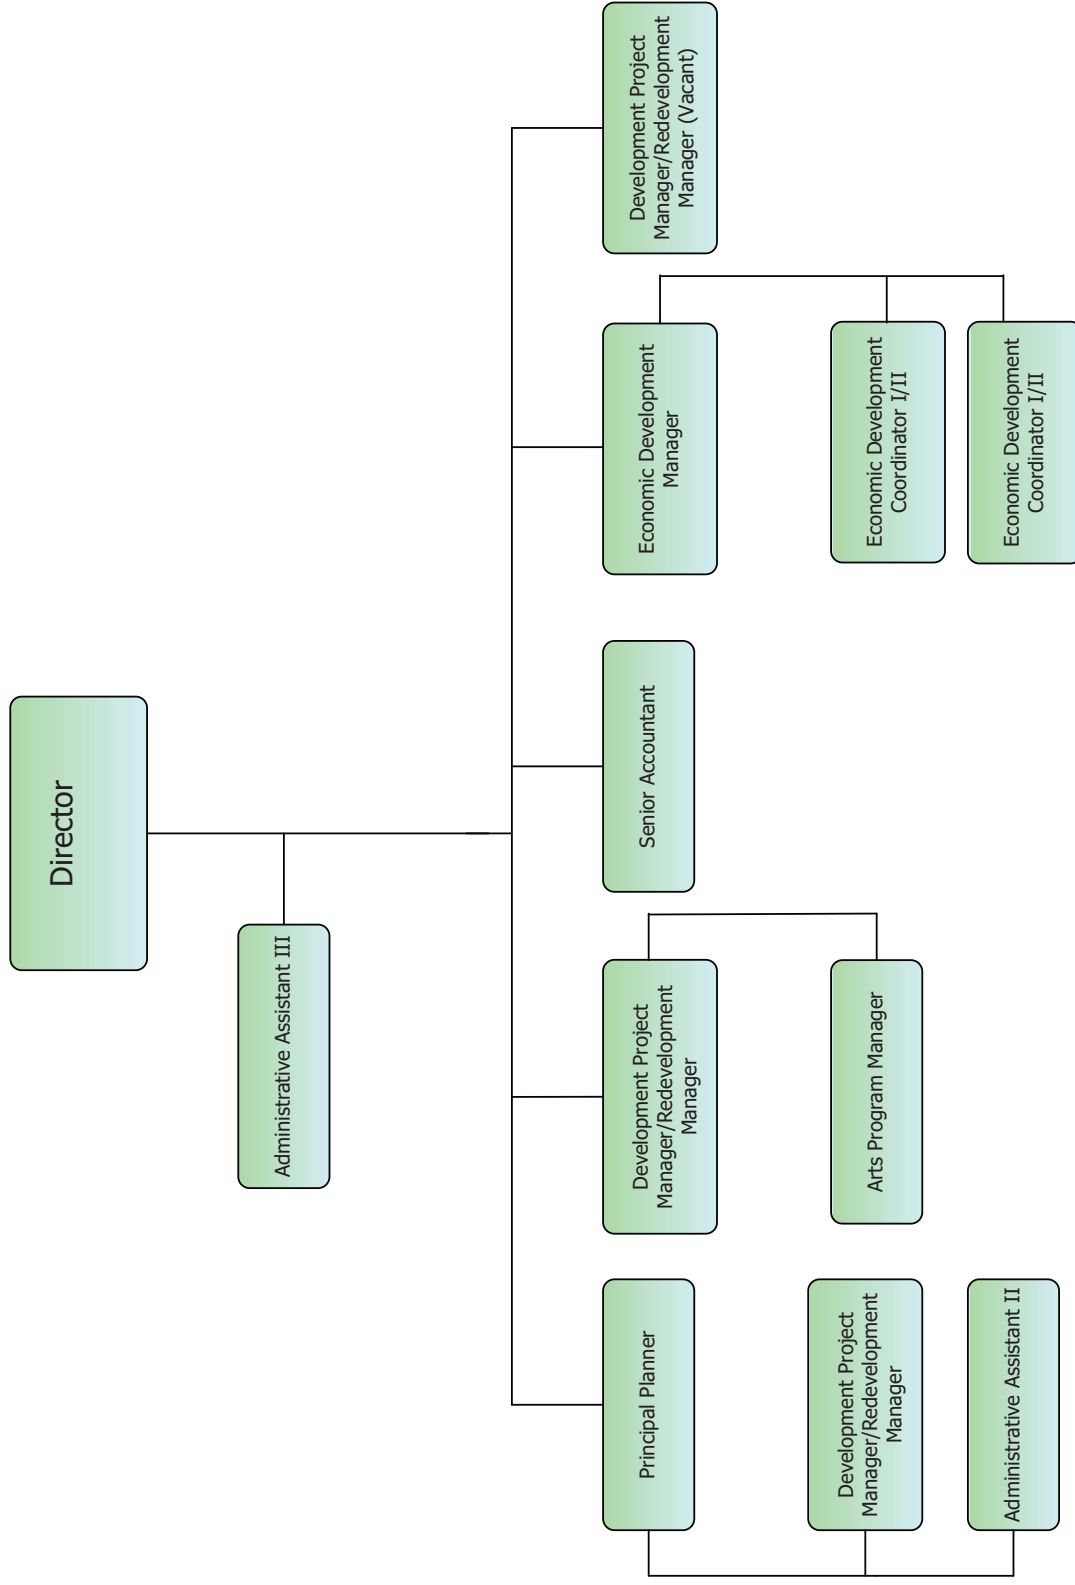 Director
Administrative Assistant III
Principal Planner
Development Project
Manager/Redevelopment
Manager
Senior Accountant
Economic Development
Manager
Development Project
Manager/Redevelopment
Manager (Vacant)
Development Project
Manager/Redevelopment
Manager
Arts Program Manager
Economic Development
Coordinator I/II
Administrative Assistant II
Economic Development
Coordinator I/II